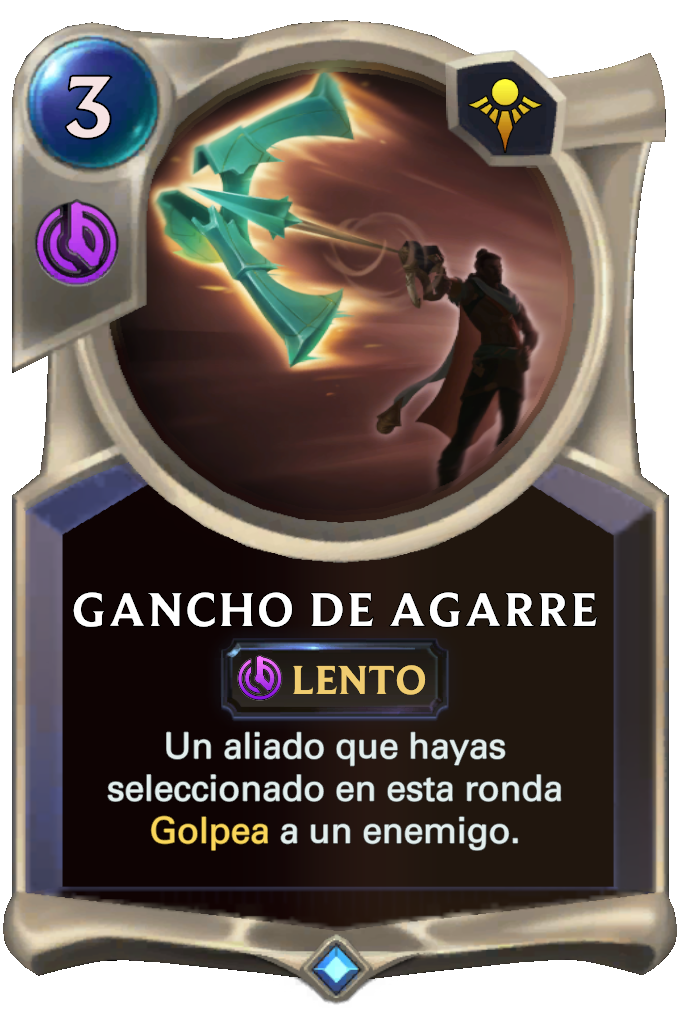 3
GANCHO DE AGARRE
LENTO
Un aliado que hayas
seleccionado en esta ronda
Golpea a un enemigo.